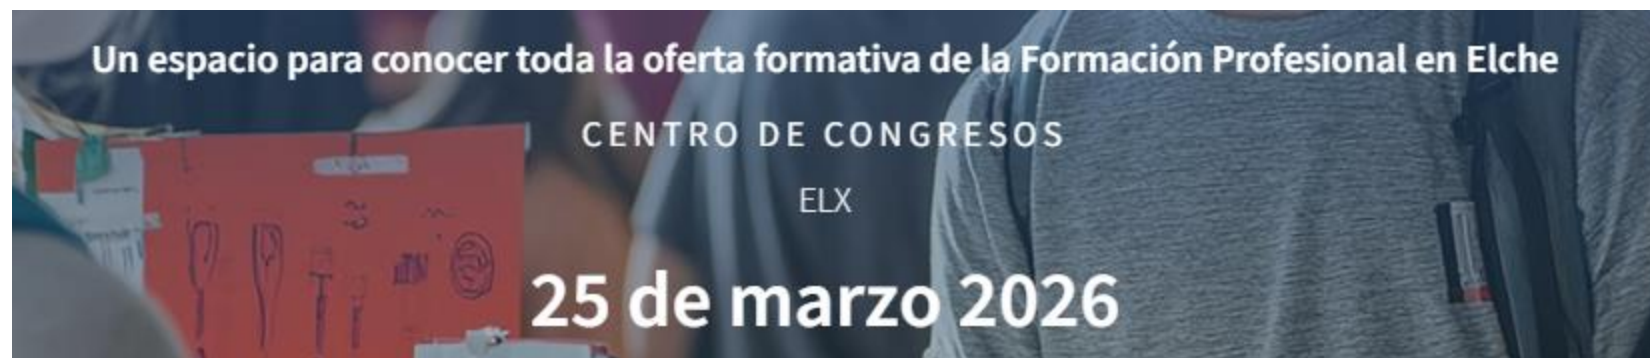 Un espacio para conocer toda la oferta formativa de la Formación Profesional en Elche
CENTRO DE CONGRESOS
ELX
25 de marzo 2026